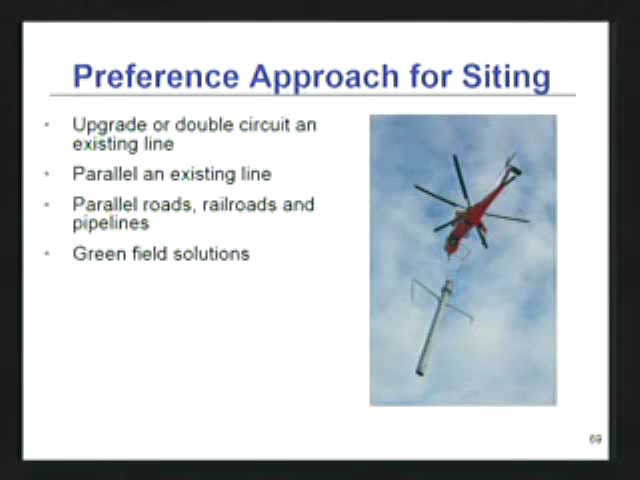 Preference Approach for Siting
• Upgrade or double circuit an
existing line
• Parallel an existing line
• Parallel roads, railroads and
pipelines
• Green field solutions
69